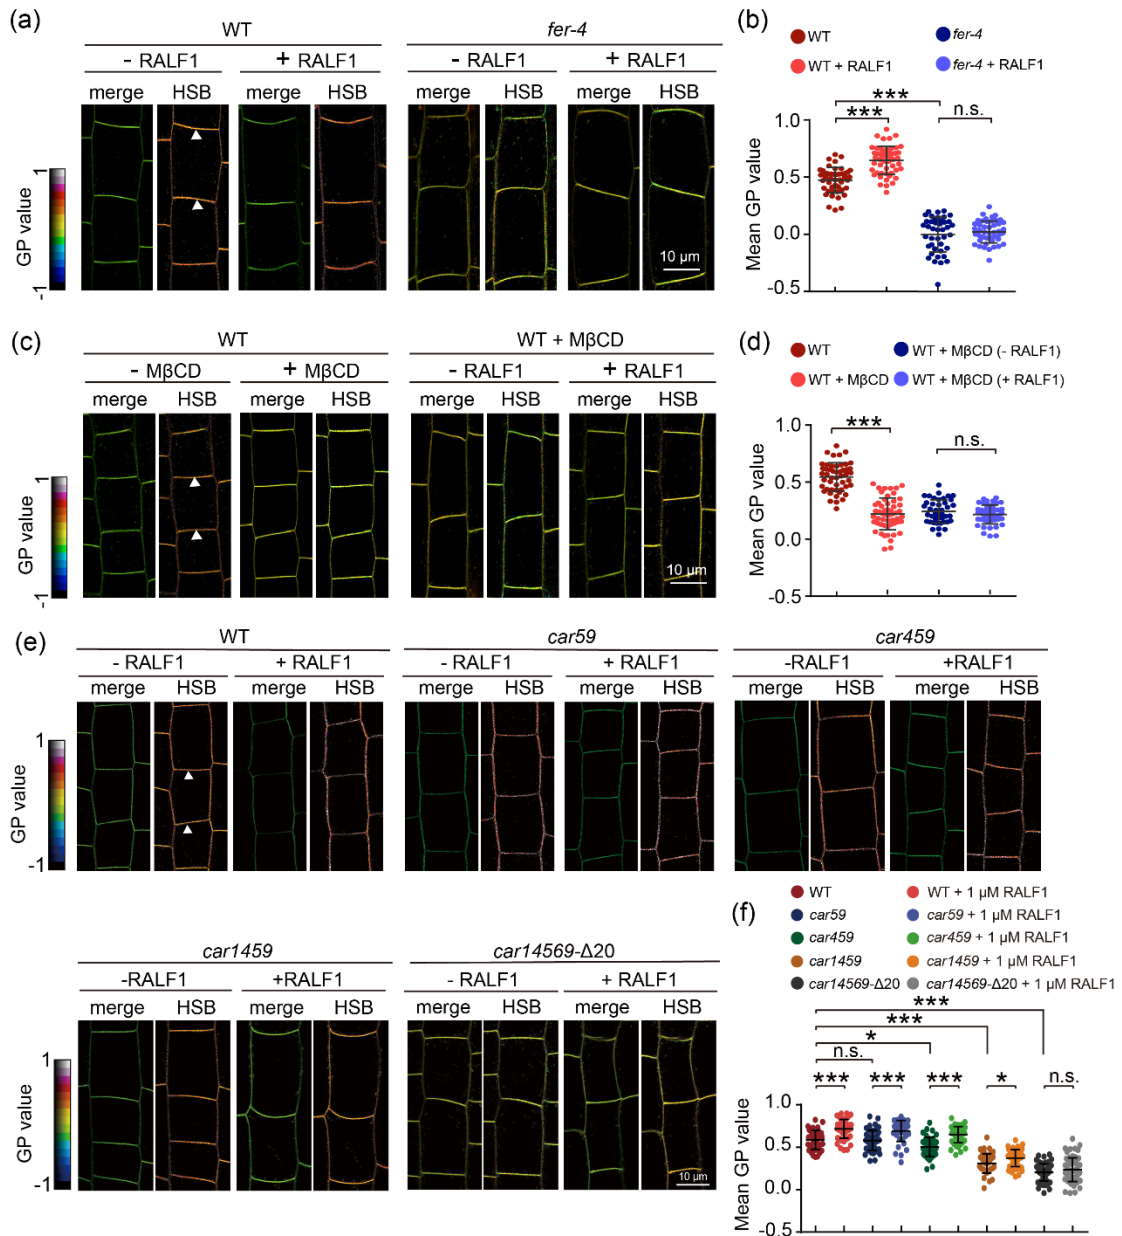 (a)
WT
fer-4
- RALF1
+ RALF1
- RALF1
+ RALF1
merge HSB merge HSB merge HSB merge HSB
1
GP value
-1
10 µm
(b)
WT
fer-4
WT + RALF1
fer-4 + RALF1
***
***
n.s.
1.0
0.5
0.0
-0.5
Mean GP value
(c)
WT
WT + MβCD
- MβCD
+ MβCD
- RALF1
+ RALF1
merge HSB merge HSB merge HSB merge HSB
1
GP value
-1
10 µm
(d)
WT
WT + MβCD (- RALF1)
WT + MβCD
WT + MβCD (+ RALF1)
***
n.s.
1.0
0.5
0.0
-0.5
Mean GP value
(e)
WT
car59
car459
- RALF1
+ RALF1
- RALF1
+ RALF1
-RALF1
+RALF1
merge HSB merge HSB merge HSB merge HSB merge HSB merge HSB
1
GP value
-1
car1459
car14569-Δ20
-RALF1
+RALF1
- RALF1
+ RALF1
merge HSB merge HSB merge HSB merge HSB
1
GP value
-1
10 µm
(f)
WT
WT + 1 µM RALF1
car59
car59 + 1 µM RALF1
car459
car459 + 1 µM RALF1
car1459
car1459 + 1 µM RALF1
car14569-Δ20
car14569-Δ20 + 1 µM RALF1
***
***
*
n.s.
*** *** *** * n.s.
1.0
0.5
0.0
-0.5
Mean GP value